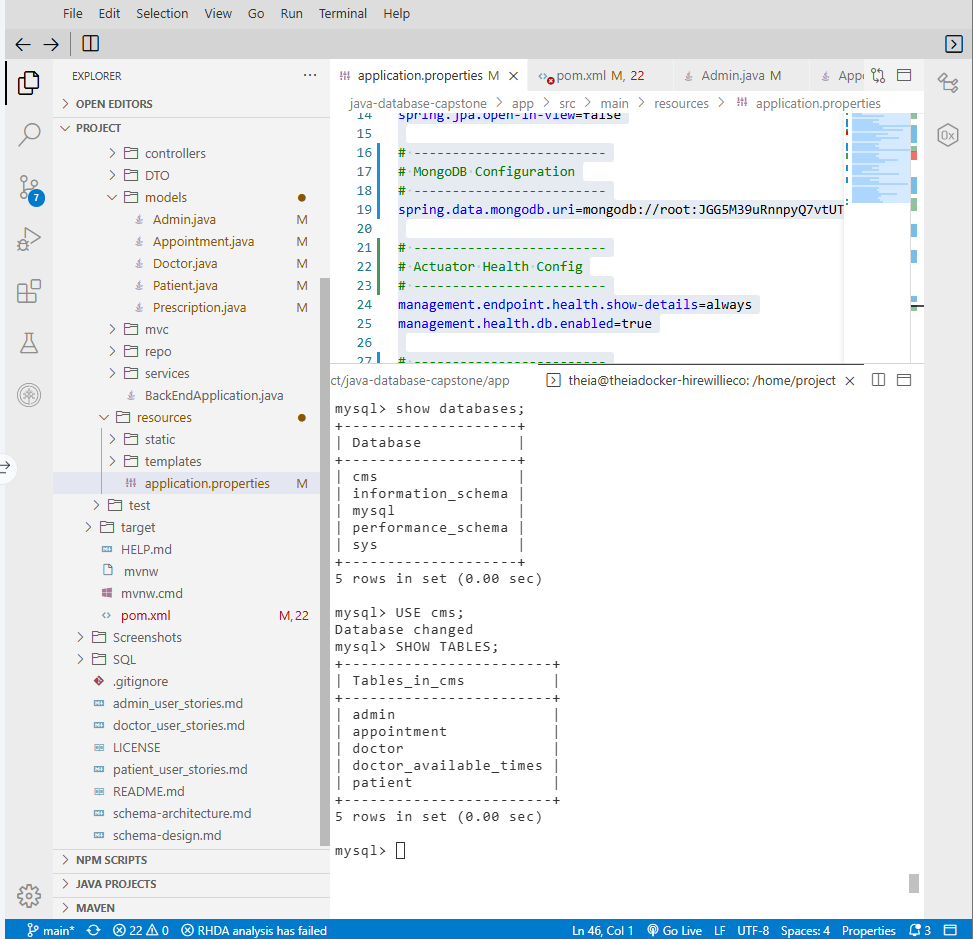 File Edit Selection View Go Run Terminal Help
EXPLORER ···
OPEN EDITORS
PROJECT
controllers
DTO
models
Admin.java M
Appointment.java M
Doctor.java M
Patient.java M
Prescription.java M
mvc
repo
services
BackEndApplication.java
resources
static
templates
application.properties M
test
target
HELP.md
mvnw
mvnw.cmd
pom.xml M, 22
Screenshots
SQL
.gitignore
admin_user_stories.md
doctor_user_stories.md
LICENSE
patient_user_stories.md
README.md
schema-architecture.md
schema-design.md
NPM SCRIPTS
JAVA PROJECTS
MAVEN
7
application.properties M pom.xml M, 22 Admin.java M Appo
java-database-capstone > app > src > main > resources > application.properties
14 spring.jpa.open-in-view=false
15
16 # ------------------------
17 # MongoDB Configuration
18 # ------------------------
19 spring.data.mongodb.uri=mongodb://root:JGG5M39uRnnpyQ7vtUT
20
21 # ------------------------
22 # Actuator Health Config
23 # ------------------------
24 management.endpoint.health.show-details=always
25 management.health.db.enabled=true
26
27 # ------------------------
0x
ct/java-database-capstone/app theia@theiadocker-hirewillieco: /home/project
mysql> show databases;
+--------------------+
| Database           |
+--------------------+
| cms                |
| information_schema |
| mysql              |
| performance_schema |
| sys                |
+--------------------+
5 rows in set (0.00 sec)
mysql> USE cms;
Database changed
mysql> SHOW TABLES;
+------------------------+
| Tables_in_cms          |
+------------------------+
| admin                  |
| appointment            |
| doctor                 |
| doctor_available_times |
| patient                |
+------------------------+
5 rows in set (0.00 sec)
mysql>
main* 22 0 RHDA analysis has failed Ln 46, Col 1 Go Live LF UTF-8 Spaces: 4 Properties 3